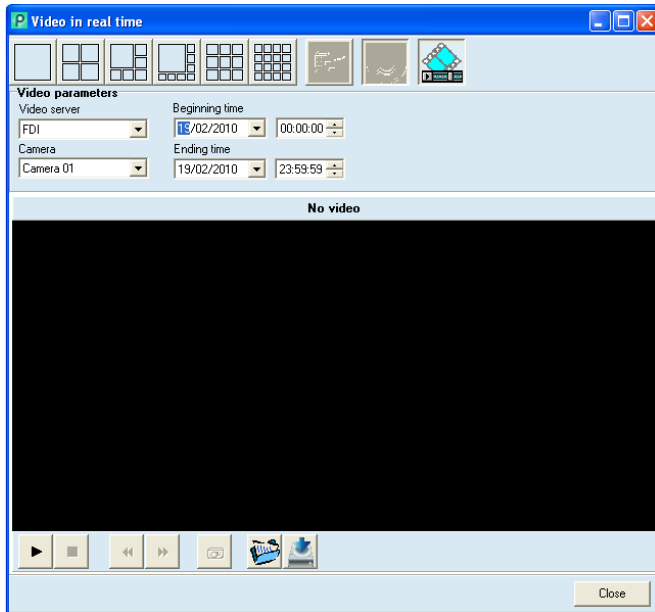 Video in real time
Video parameters
Video server
Beginning time
FDI
19/02/2010
00:00:00
Camera
Ending time
Camera 01
19/02/2010
23:59:59
No video
Close